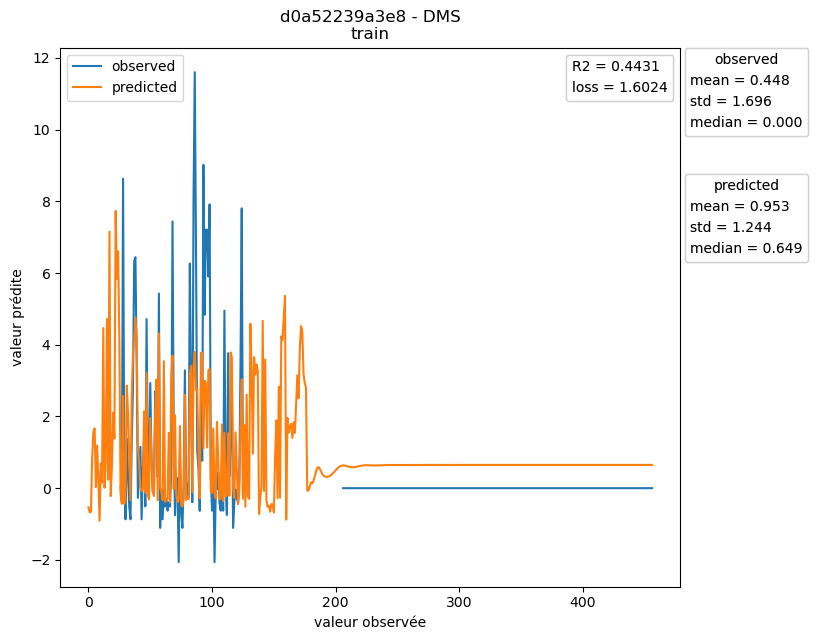 d0a52239a3e8 - DMS
train
observed
predicted
R2 = 0.4431
loss = 1.6024
observed
mean = 0.448
std = 1.696
median = 0.000
predicted
mean = 0.953
std = 1.244
median = 0.649
valeur prédite
12
10
8
6
4
2
0
−2
0
100
200
300
400
valeur observée